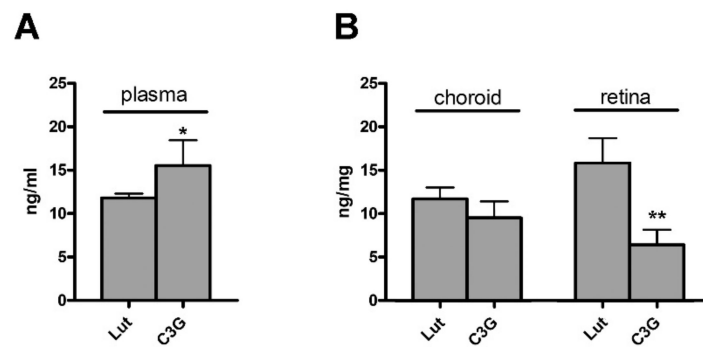 A
B
plasma
25
20
15
10
5
0
ng/ml
*
Lut
C3G
choroid
retina
25
20
15
10
5
0
ng/mg
**
Lut
C3G
Lut
C3G